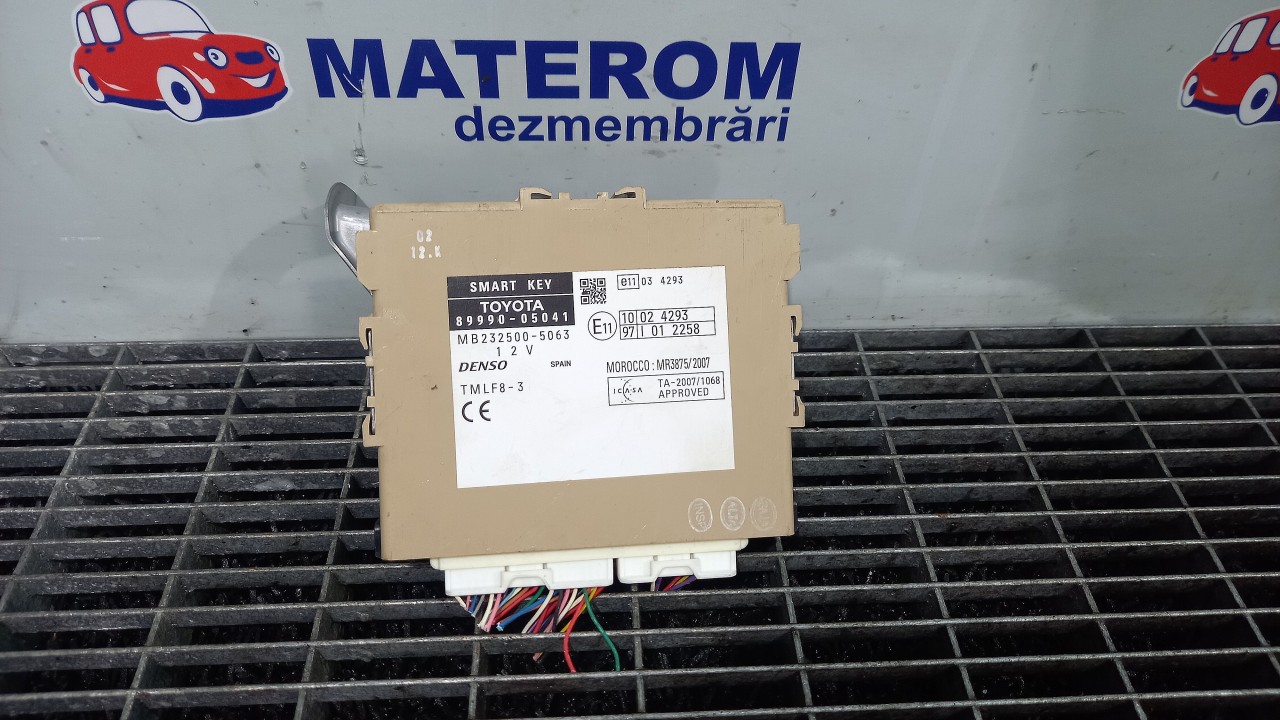 MATEROM
dezmembrări
02
12.K
SMART KEY
TOYOTA
89990-05041
MB232500-5063
12V
DENSO SPAIN
TMLF8-3
CE
e11 03 4293
E11 10 02 4293
97 I 01 2258
MOROCCO : MR3875/2007
ICASA TA-2007/1068
APPROVED
INSP